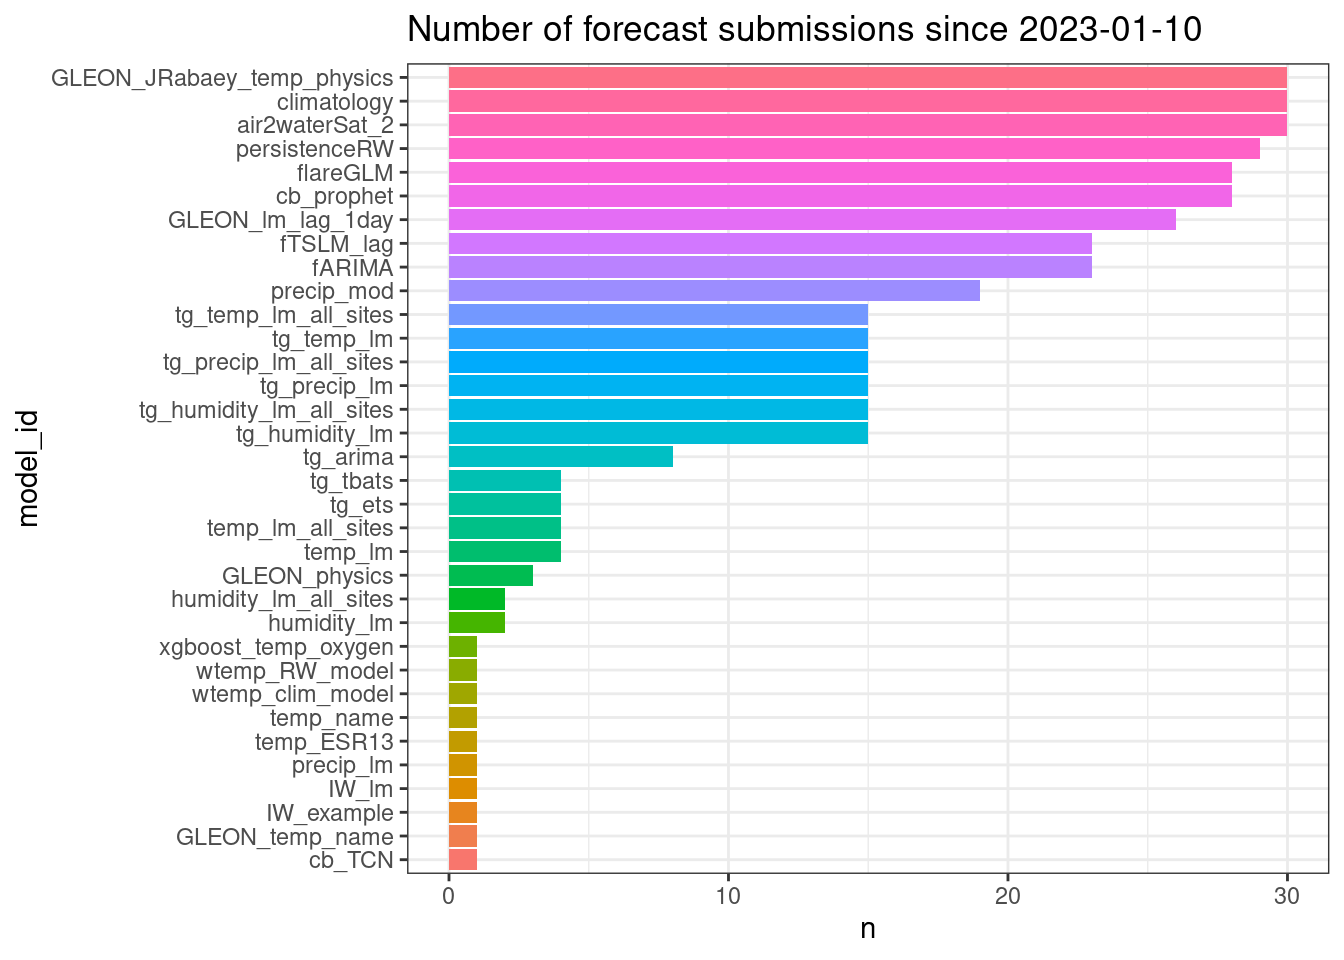 Number of forecast submissions since 2023-01-10
GLEON_JRabaey_temp_physics
climatology
air2waterSat_2
persistenceRW
flareGLM
cb_prophet
GLEON_lm_lag_1day
fTSLM_lag
fARIMA
precip_mod
tg_temp_lm_all_sites
tg_temp_lm
tg_precip_lm_all_sites
tg_precip_lm
tg_humidity_lm_all_sites
tg_humidity_lm
tg_arima
tg_tbats
tg_ets
temp_lm_all_sites
temp_lm
GLEON_physics
humidity_lm_all_sites
humidity_lm
xgboost_temp_oxygen
wtemp_RW_model
wtemp_clim_model
temp_name
temp_ESR13
precip_lm
IW_lm
IW_example
GLEON_temp_name
cb_TCN
model_id
0 10 20 30
n